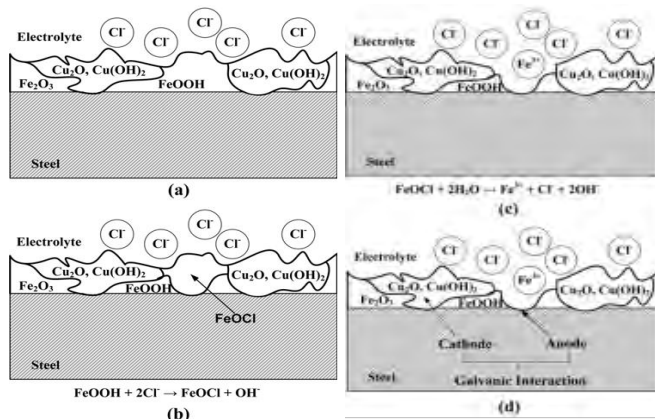 Cl⁻ Cl⁻ Cl⁻ Cl⁻ Cl⁻
Electrolyte
Cu₂O, Cu(OH)₂ Cu₂O, Cu(OH)₂
Fe₂O₃ FeOOH
Steel
(a)
Cl⁻ Cl⁻ Cl⁻ Cl⁻ Cl⁻
Electrolyte
Cu₂O, Cu(OH)₂ Cu₂O, Cu(OH)₂
Fe₂O₃ FeOOH
FeOCl
Steel
FeOOH + 2Cl⁻ → FeOCl + OH⁻
(b)
Cl⁻ Cl⁻ Cl⁻ Cl⁻ Cl⁻
Electrolyte
Fe³⁺
Cu₂O, Cu(OH)₂ Cu₂O, Cu(OH)₂
Fe₂O₃ FeOOH
Steel
FeOCl + 2H₂O → Fe³⁺ + Cl⁻ + 2OH⁻
(c)
Cl⁻ Cl⁻ Cl⁻ Cl⁻ Cl⁻
Electrolyte
Fe³⁺
Cu₂O, Cu(OH)₂ Cu₂O, Cu(OH)₂
Fe₂O₃ FeOOH
Cathode Anode
Galvanic Interaction
Steel
(d)